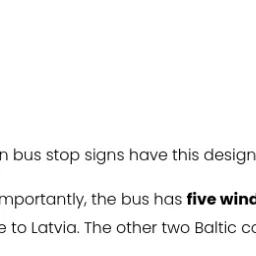 n bus stop signs have this design
mportantly, the bus has five wind
e to Latvia. The other two Baltic co